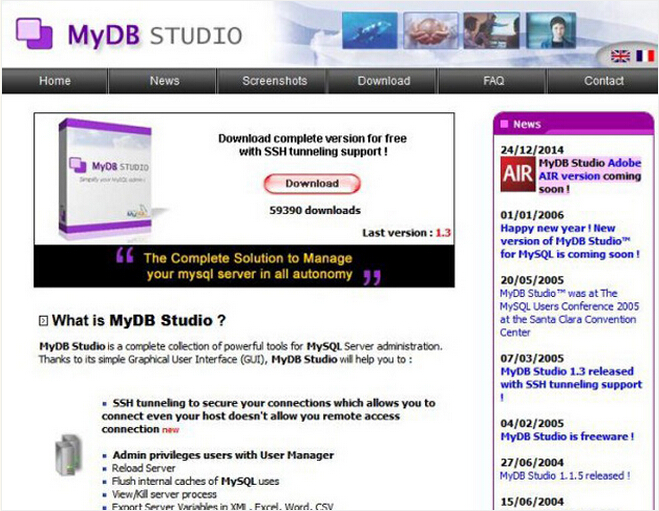 MyDB STUDIO
Home News Screenshots Download FAQ Contact
MyDB STUDIO
Simplify your MySQL admin!
Download complete version for free
with SSH tunneling support !
Download
59390 downloads
Last version : 1.3
“ The Complete Solution to Manage
your mysql server in all autonomy ”
What is MyDB Studio ?
MyDB Studio is a complete collection of powerful tools for MySQL Server administration.
Thanks to its simple Graphical User Interface (GUI), MyDB Studio will help you to :
SSH tunneling to secure your connections which allows you to
connect even your host doesn't allow you remote access
connection new
Admin privileges users with User Manager
Reload Server
Flush internal caches of MySQL uses
View/Kill server process
Export Server Variables in XML, Excel, Word, CSV
News
24/12/2014
AIR
MyDB Studio Adobe
AIR version coming
soon !
01/01/2006
Happy new year ! New
version of MyDB Studio™
for MySQL is coming soon !
20/05/2005
MyDB Studio™ was at The
MySQL Users Conference 2005
at the Santa Clara Convention
Center
07/03/2005
MyDB Studio 1.3 released
with SSH tunneling support
!
04/02/2005
MyDB Studio is freeware !
27/06/2004
MyDB Studio 1.1.5 released !
15/06/2004